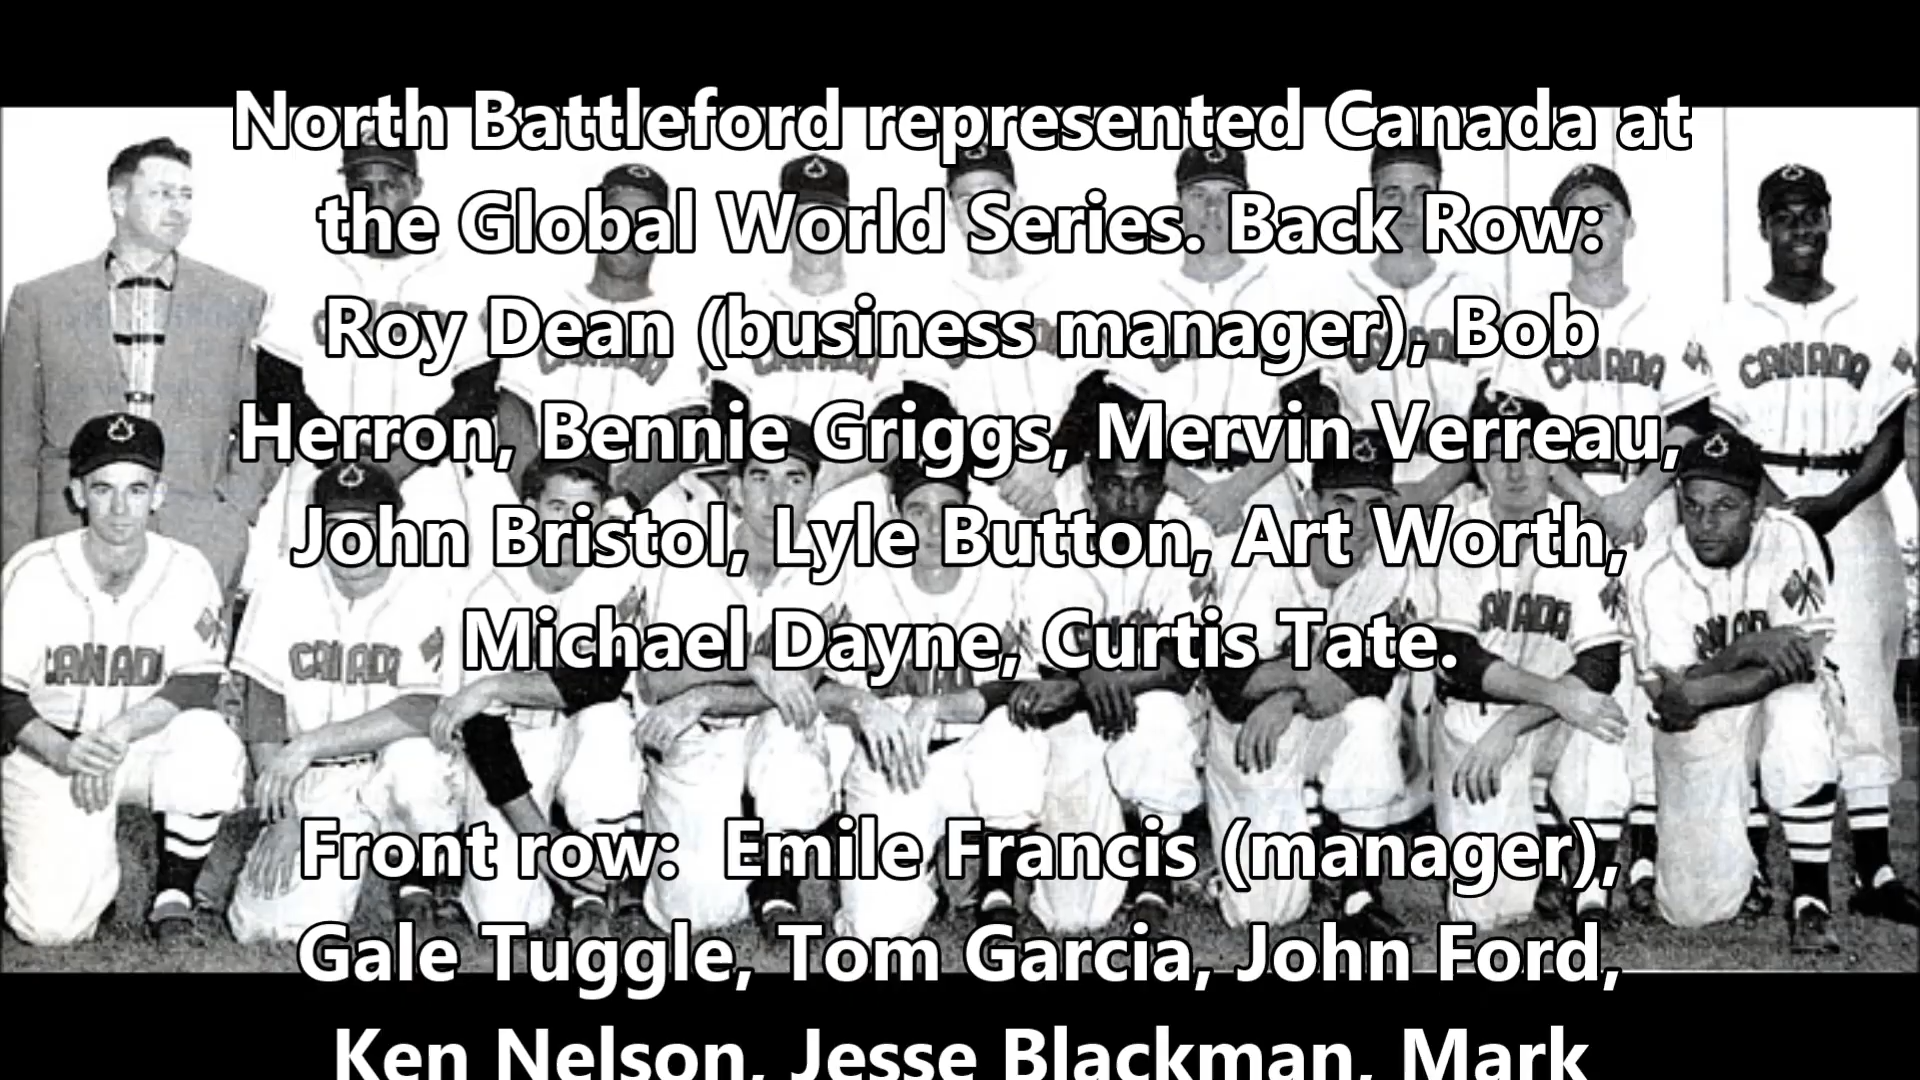 North Battleford represented Canada at
the Global World Series. Back Row:
Roy Dean (business manager), Bob
Herron, Bennie Griggs, Mervin Verreau,
John Bristol, Lyle Button, Art Worth,
Michael Dayne, Curtis Tate.
Front row:  Emile Francis (manager),
Gale Tuggle, Tom Garcia, John Ford,
Ken Nelson, Jesse Blackman, Mark
CANADA
CANADA